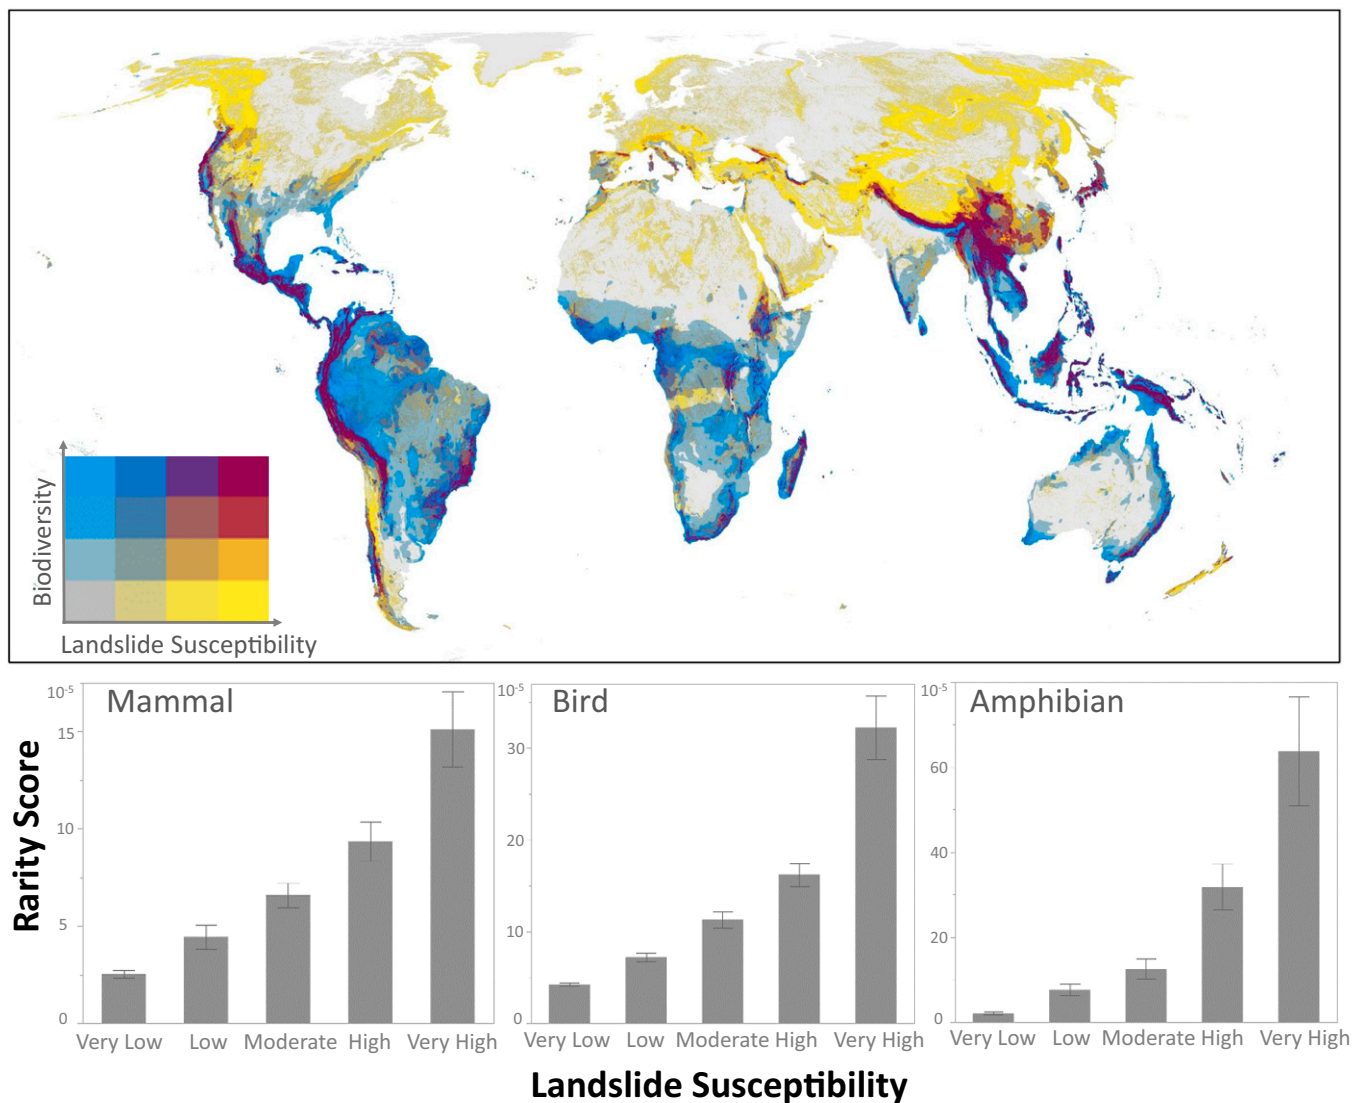 Biodiversity
Landslide Susceptibility
10-5
Mammal
15
10
5
0
Very Low Low Moderate High Very High
10-5
Bird
30
20
10
0
Very Low Low Moderate High Very High
10-5
Amphibian
60
40
20
0
Very Low Low Moderate High Very High
Rarity Score
Landslide Susceptibility